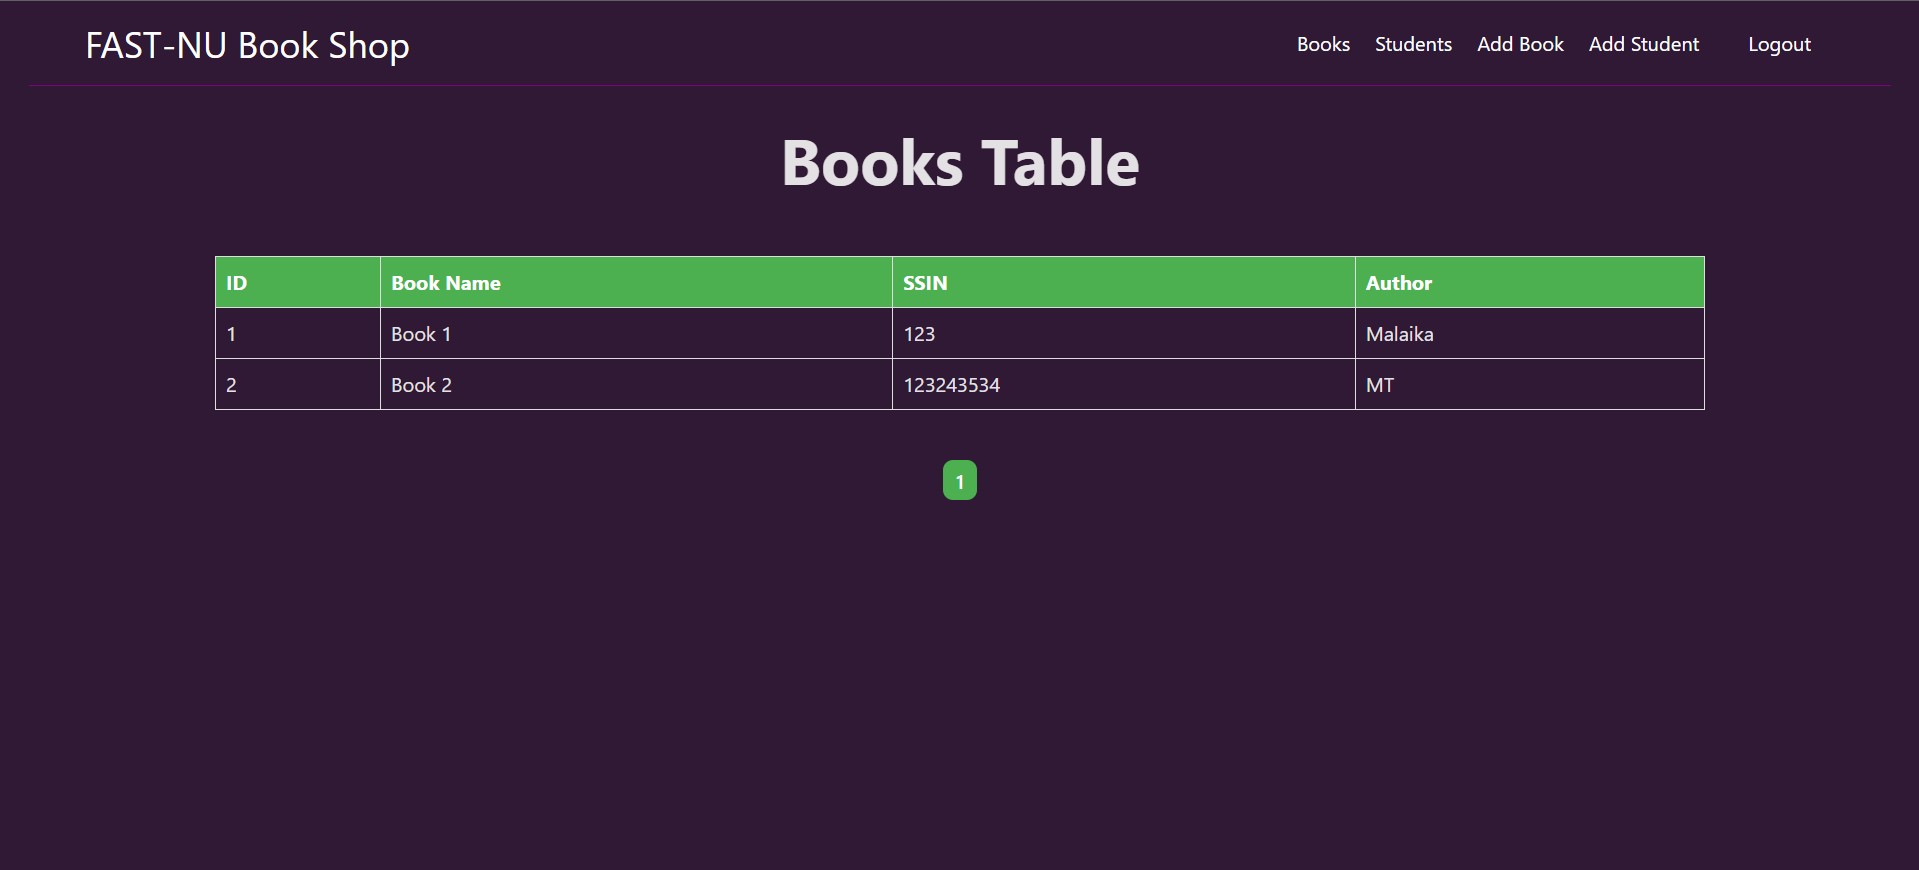 FAST-NU Book Shop Books Students Add Book Add Student Logout
Books Table
ID Book Name SSIN Author
1 Book 1 123 Malaika
2 Book 2 123243534 MT
1